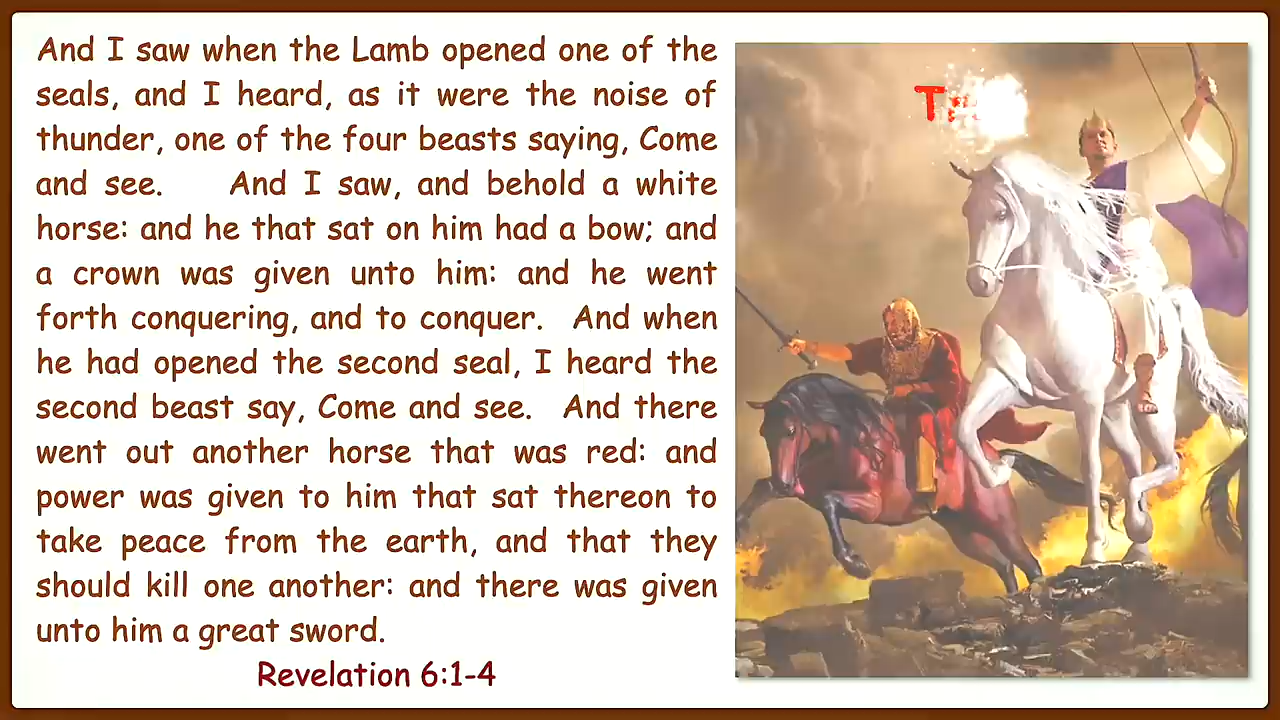 And I saw when the Lamb opened one of the
seals, and I heard, as it were the noise of
thunder, one of the four beasts saying, Come
and see. And I saw, and behold a white
horse: and he that sat on him had a bow; and
a crown was given unto him: and he went
forth conquering, and to conquer. And when
he had opened the second seal, I heard the
second beast say, Come and see. And there
went out another horse that was red: and
power was given to him that sat thereon to
take peace from the earth, and that they
should kill one another: and there was given
unto him a great sword.
Revelation 6:1-4